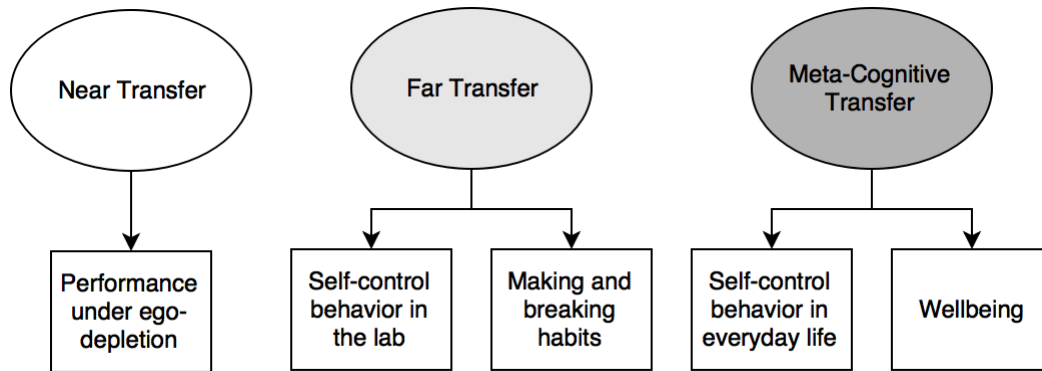 Near Transfer
Far Transfer
Meta-Cognitive
Transfer
Performance
under ego-
depletion
Self-control
behavior in
the lab
Making and
breaking
habits
Self-control
behavior in
everyday life
Wellbeing